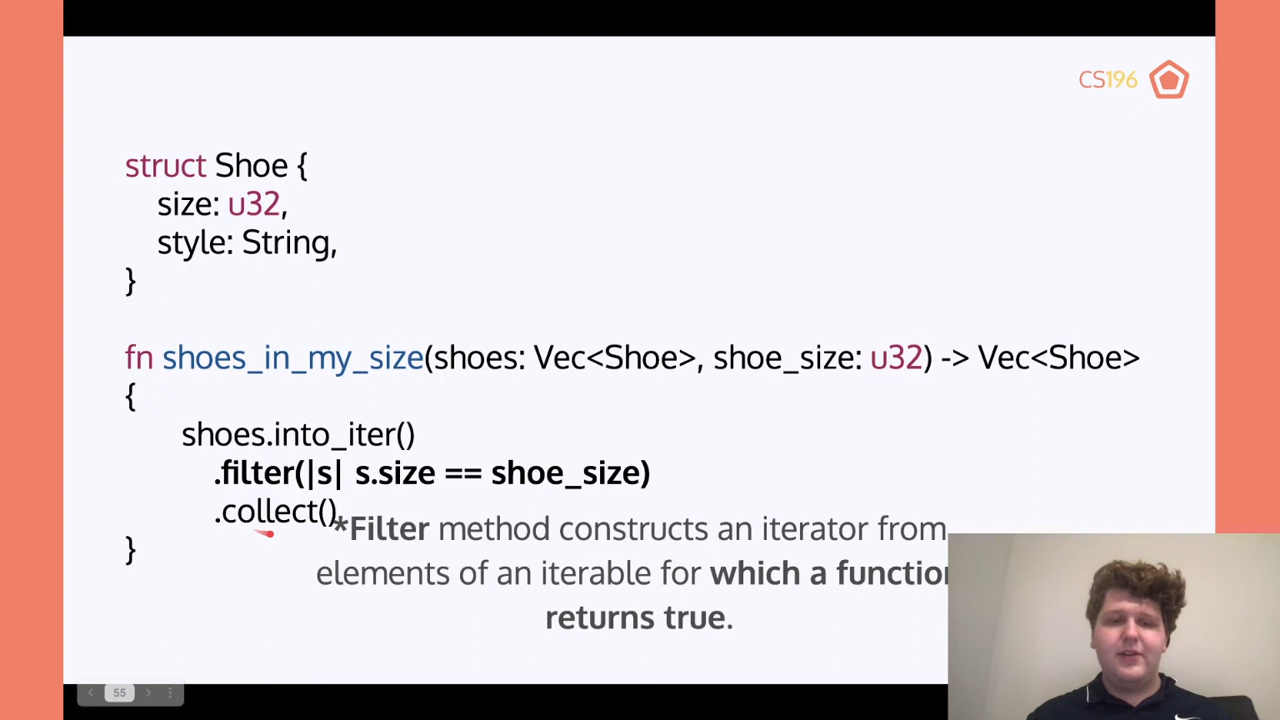 CS196
struct Shoe {
size: u32,
style: String,
}
fn shoes_in_my_size(shoes: Vec<Shoe>, shoe_size: u32) -> Vec<Shoe>
{
shoes.into_iter()
.filter(|s| s.size == shoe_size)
.collect()
}
*Filter method constructs an iterator from
elements of an iterable for which a function
returns true.
55